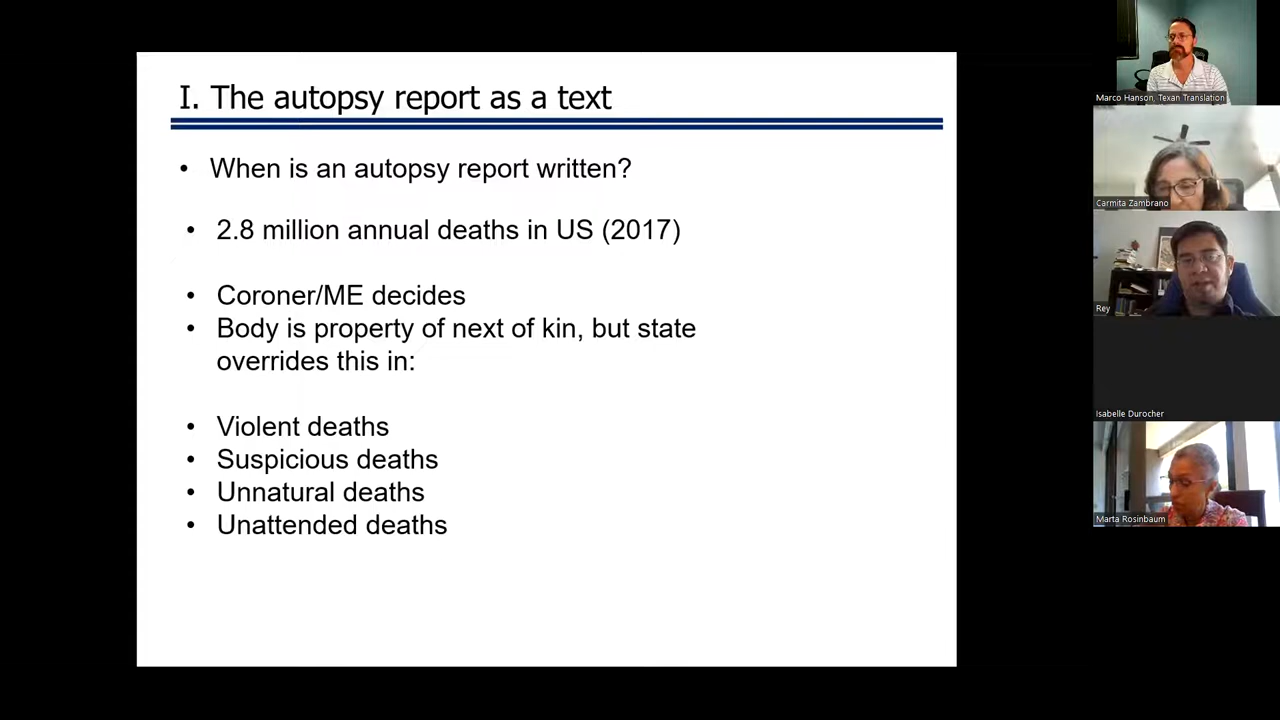 I. The autopsy report as a text
• When is an autopsy report written?
• 2.8 million annual deaths in US (2017)
• Coroner/ME decides
• Body is property of next of kin, but state
overrides this in:
• Violent deaths
• Suspicious deaths
• Unnatural deaths
• Unattended deaths
Marco Hanson, Texan Translation
Carmita Zambrano
Rey
Isabelle Durocher
Marta Rosinbaum